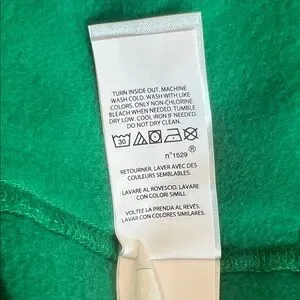 TURN INSIDE OUT. MACHINE
WASH COLD. WASH WITH LIKE
COLORS. ONLY NON-CHLORINE
BLEACH WHEN NEEDED. TUMBLE
DRY LOW. COOL IRON IF NEEDED.
DO NOT DRY CLEAN.
30
n°1529 ®
RETOURNER. LAVER AVEC DES
COULEURS SEMBLABLES.
LAVARE AL ROVESCIO. LAVARE
CON COLORI SIMILI.
VOLTEE LA PRENDA AL REVÉS.
LAVAR CON COLORES SIMILARES.